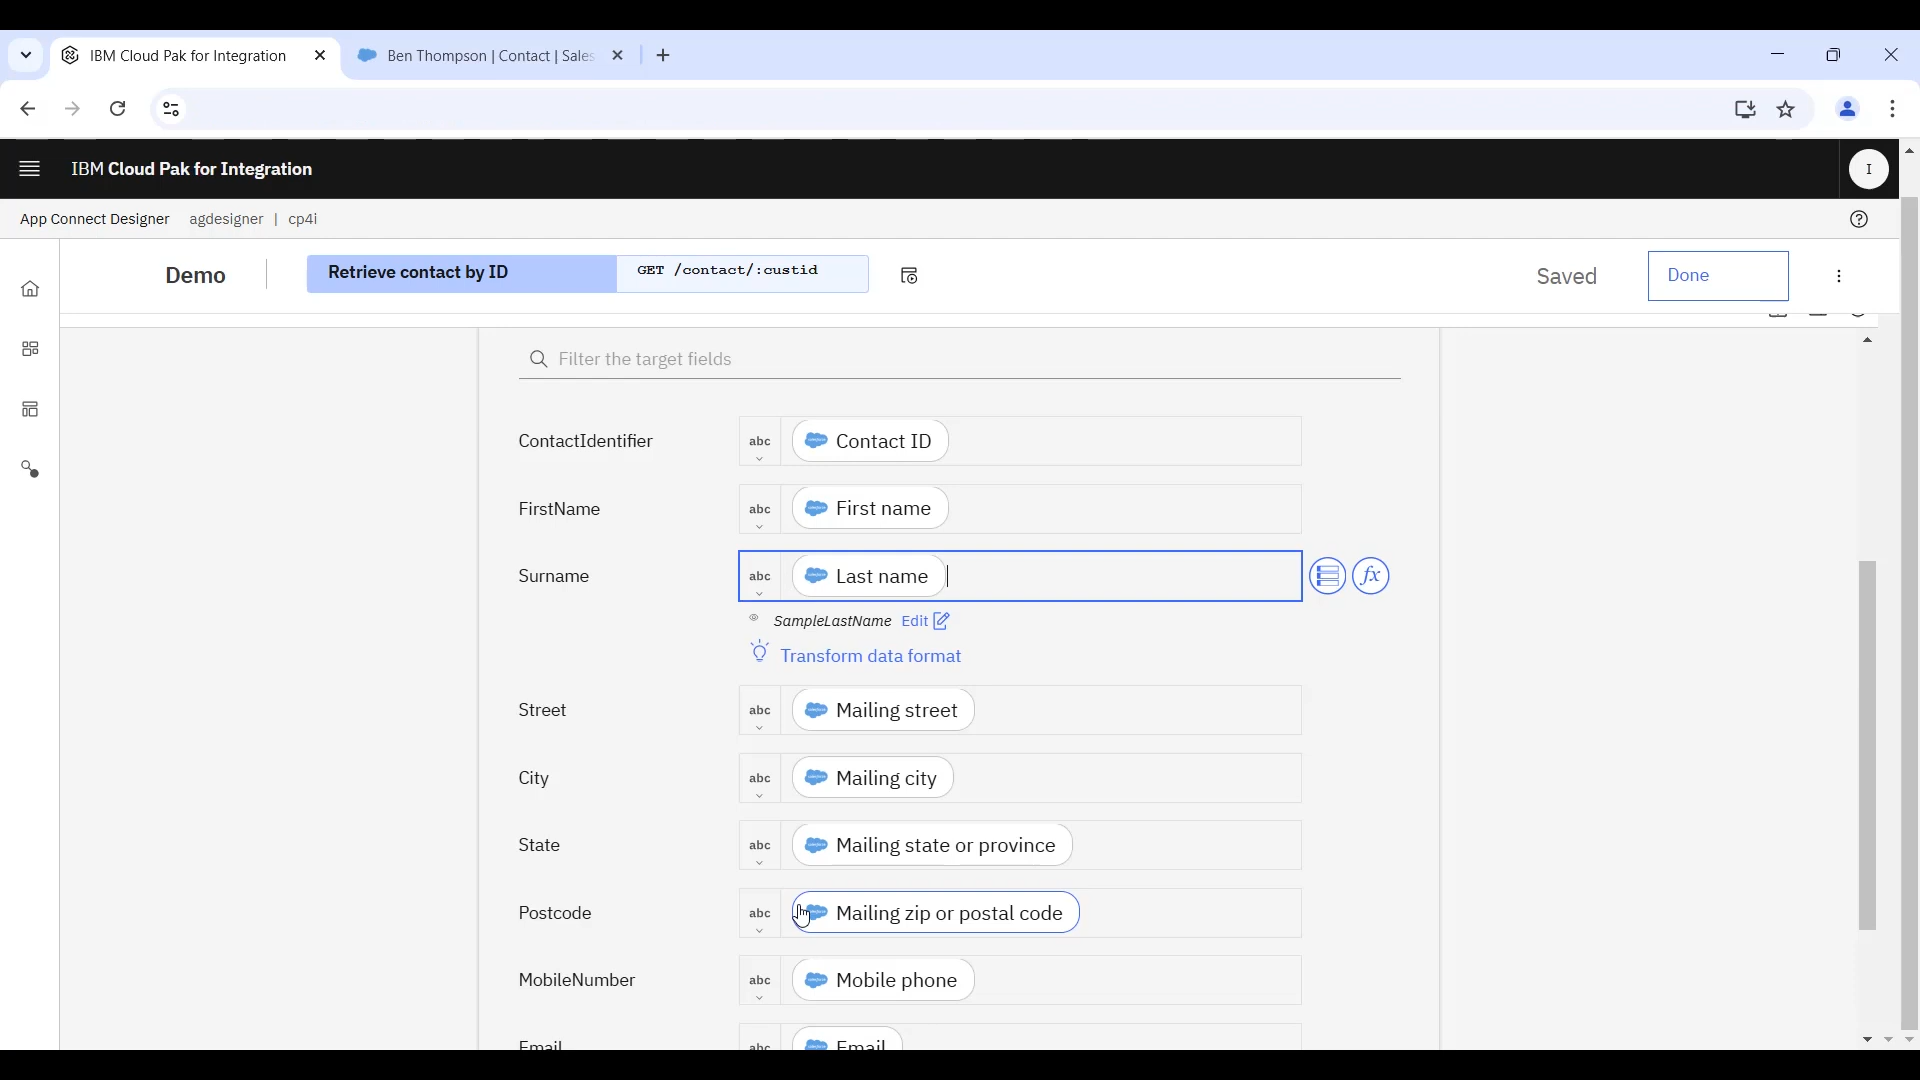 IBM Cloud Pak for Integration
Ben Thompson | Contact | Sales
IBM Cloud Pak for Integration
I
App Connect Designer agdesigner | cp4i
Demo
Retrieve contact by ID
GET /contact/:custid
Saved
Done
Filter the target fields
ContactIdentifier abc Contact ID
FirstName abc First name
Surname abc Last name fx
SampleLastName Edit
Transform data format
Street abc Mailing street
City abc Mailing city
State abc Mailing state or province
Postcode abc Mailing zip or postal code
MobileNumber abc Mobile phone
Email abc Email